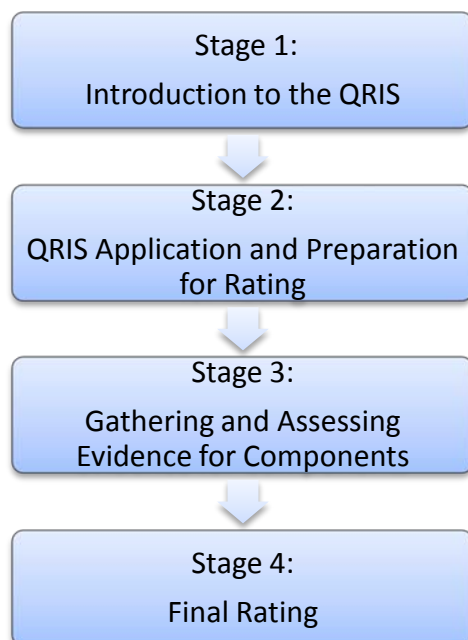 Stage 1:
Introduction to the QRIS
Stage 2:
QRIS Application and Preparation
for Rating
Stage 3:
Gathering and Assessing
Evidence for Components
Stage 4:
Final Rating